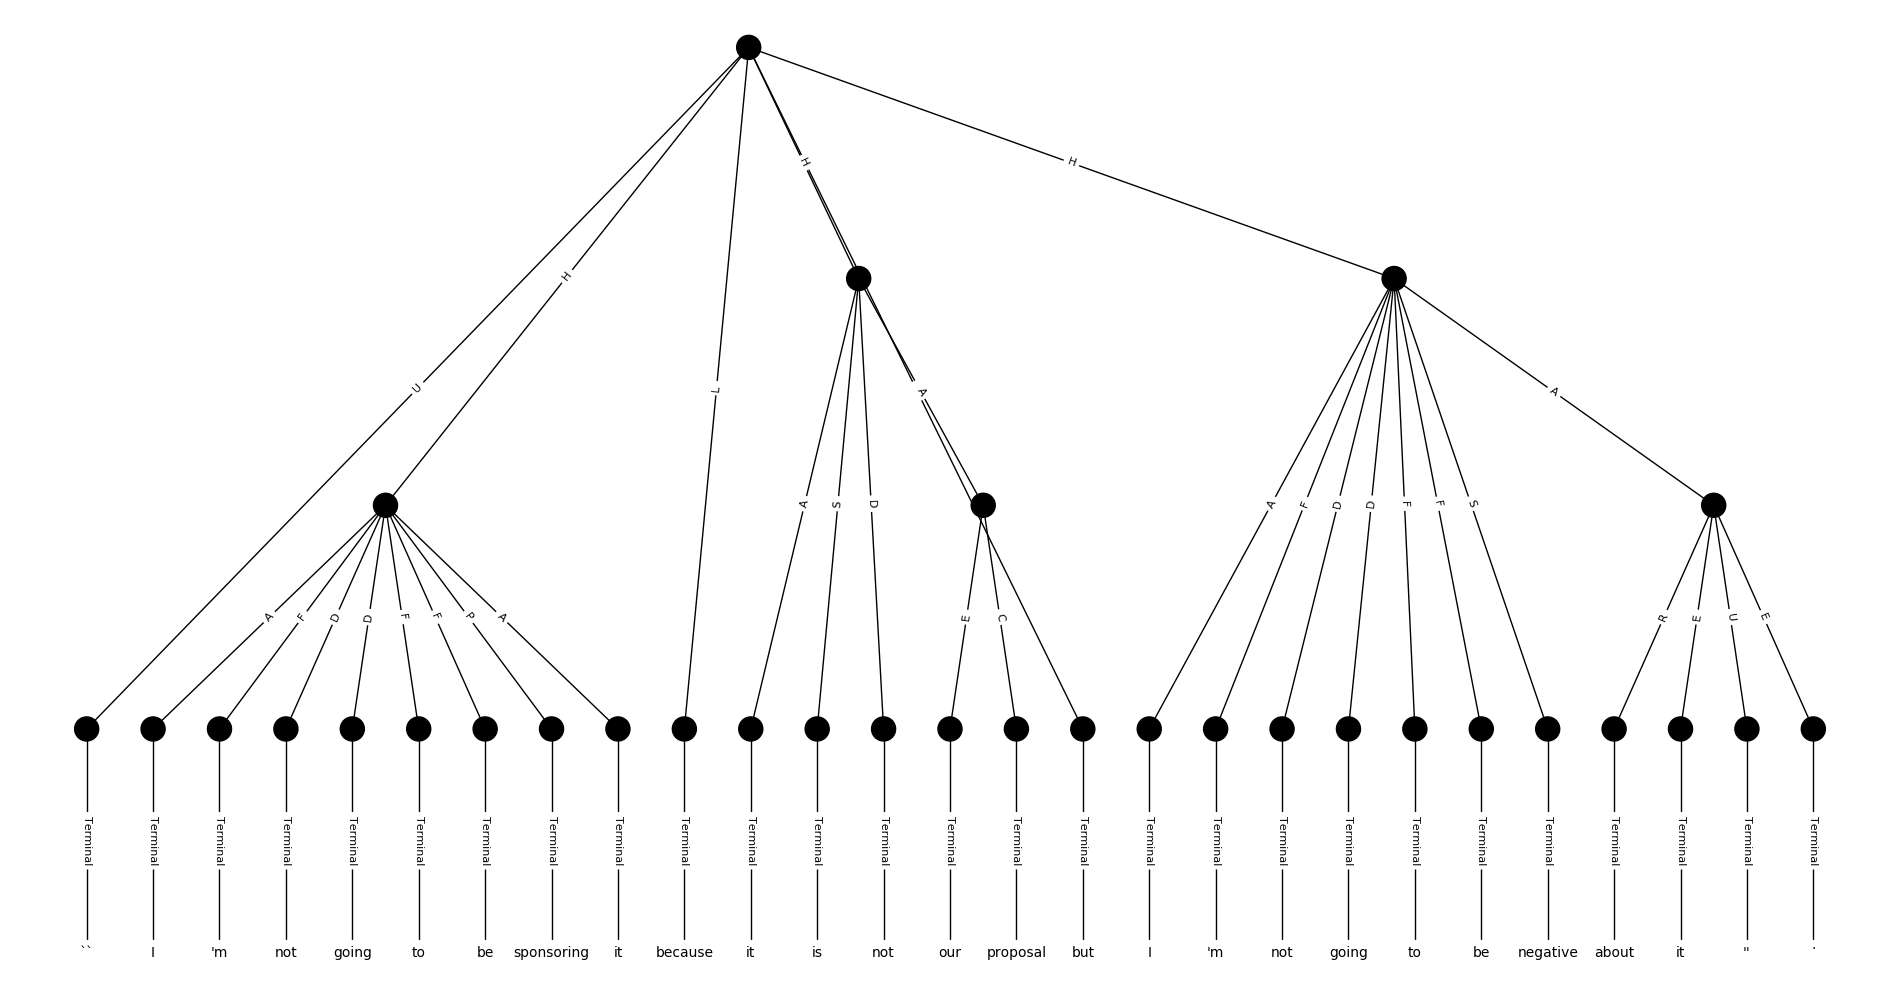 H
H
H
U
L
A
A
A
S
D
A
F
D
D
F
F
S
A
F
D
D
F
F
P
A
E
C
R
E
U
E
Terminal Terminal Terminal Terminal Terminal Terminal Terminal Terminal Terminal Terminal Terminal Terminal Terminal Terminal Terminal Terminal Terminal Terminal Terminal Terminal Terminal Terminal Terminal Terminal Terminal Terminal Terminal
`` I 'm not going to be sponsoring it because it is not our proposal but I 'm not going to be negative about it " .